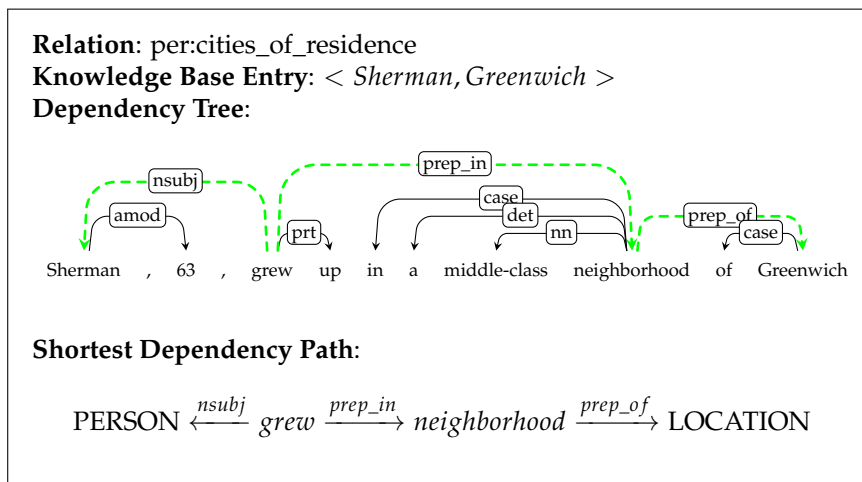 Relation: per:cities_of_residence
Knowledge Base Entry: < Sherman, Greenwich >
Dependency Tree:
prep_in
nsubj
case
amod det prep_of
prt nn case
Sherman , 63 , grew up in a middle-class neighborhood of Greenwich
Shortest Dependency Path:
nsubj prep_in prep_of
PERSON ← grew → neighborhood → LOCATION